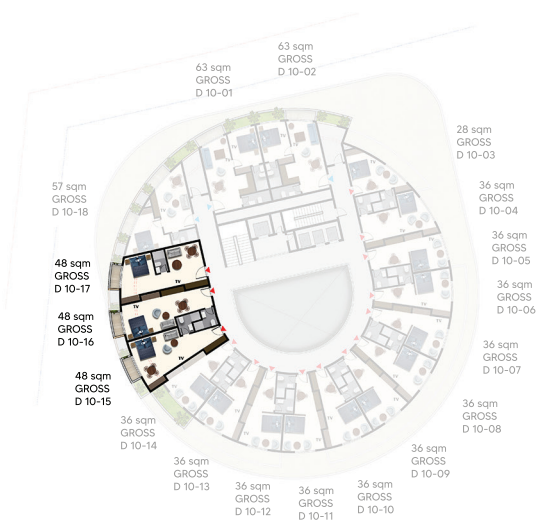 63 sqm
GROSS
D 10-02
63 sqm
GROSS
D 10-01
28 sqm
GROSS
D 10-03
57 sqm
GROSS
D 10-18
36 sqm
GROSS
D 10-04
36 sqm
GROSS
D 10-05
48 sqm
GROSS
D 10-17
36 sqm
GROSS
D 10-06
48 sqm
GROSS
D 10-16
36 sqm
GROSS
D 10-07
48 sqm
GROSS
D 10-15
36 sqm
GROSS
D 10-08
36 sqm
GROSS
D 10-14
36 sqm
GROSS
D 10-09
36 sqm
GROSS
D 10-13
36 sqm
GROSS
D 10-12
36 sqm
GROSS
D 10-11
36 sqm
GROSS
D 10-10
TV
TV
TV